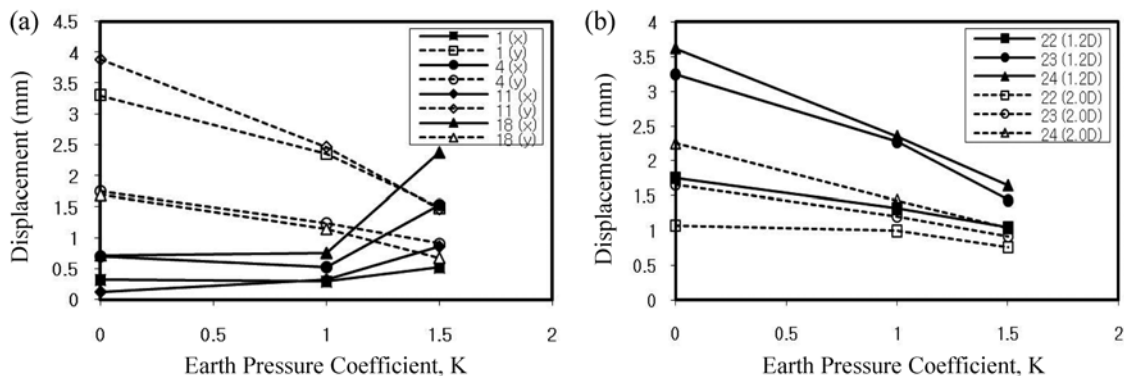 (a)
4.5
4
3.5
3
2.5
2
1.5
1
0.5
0
Displacement (mm)
1 (x)
1 (y)
4 (x)
4 (y)
11 (x)
11 (y)
18 (x)
18 (y)
0
0.5
1
1.5
2
Earth Pressure Coefficient, K
(b)
4
3.5
3
2.5
2
1.5
1
0.5
0
Displacement (mm)
22 (1.2D)
23 (1.2D)
24 (1.2D)
22 (2.0D)
23 (2.0D)
24 (2.0D)
0
0.5
1
1.5
2
Earth Pressure Coefficient, K